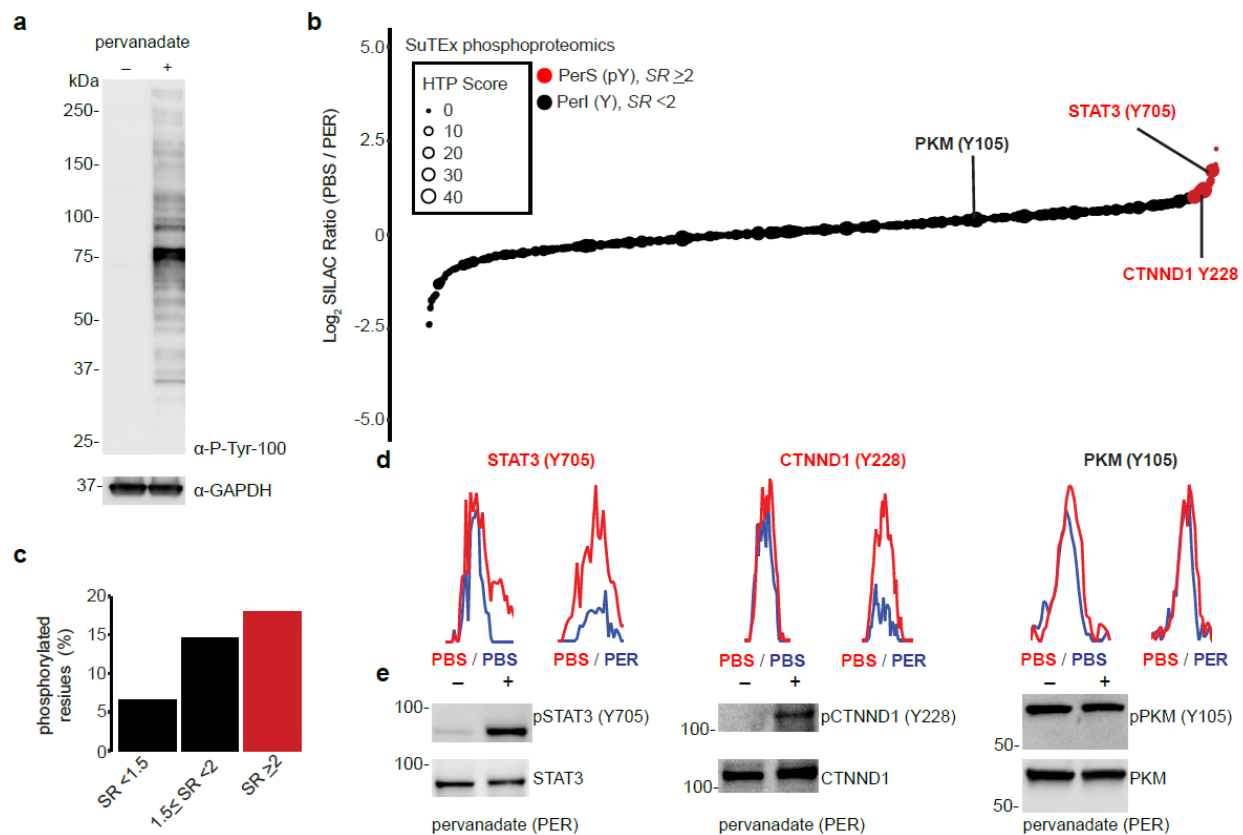 a
pervanadate
– +
kDa
250-
150-
100-
75-
50-
37-
25-
α-P-Tyr-100
37-
α-GAPDH
b
SuTEx phosphoproteomics
HTP Score
0
10
20
30
40
PerS (pY), SR ≥2
PerI (Y), SR <2
STAT3 (Y705)
PKM (Y105)
CTNND1 Y228
Log2 SILAC Ratio (PBS / PER)
5.0
2.5
0
-2.5
-5.0
c
phosphorylated
resiues (%)
20
15
10
5
0
SR <1.5
1.5≤ SR <2
SR ≥2
d
STAT3 (Y705)
CTNND1 (Y228)
PKM (Y105)
PBS / PBS
PBS / PER
PBS / PBS
PBS / PER
PBS / PBS
PBS / PER
e
– +
100-
pSTAT3 (Y705)
100-
STAT3
pervanadate (PER)
– +
100-
pCTNND1 (Y228)
100-
CTNND1
pervanadate (PER)
– +
50-
pPKM (Y105)
50-
PKM
pervanadate (PER)